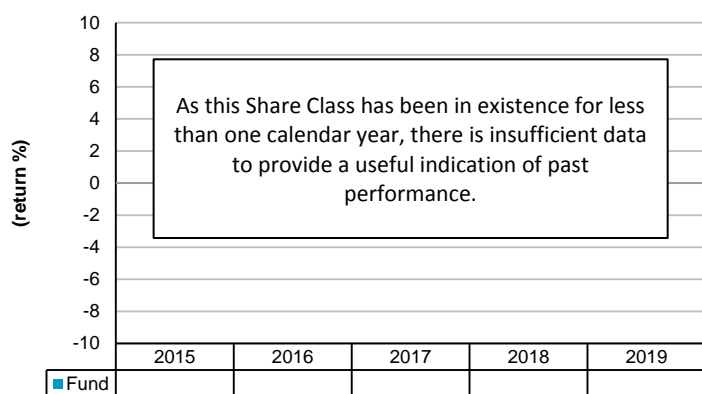 10
8
6
4
2
0
-2
-4
-6
-8
-10
(return %)
As this Share Class has been in existence for less
than one calendar year, there is insufficient data
to provide a useful indication of past
performance.
2015 2016 2017 2018 2019
Fund